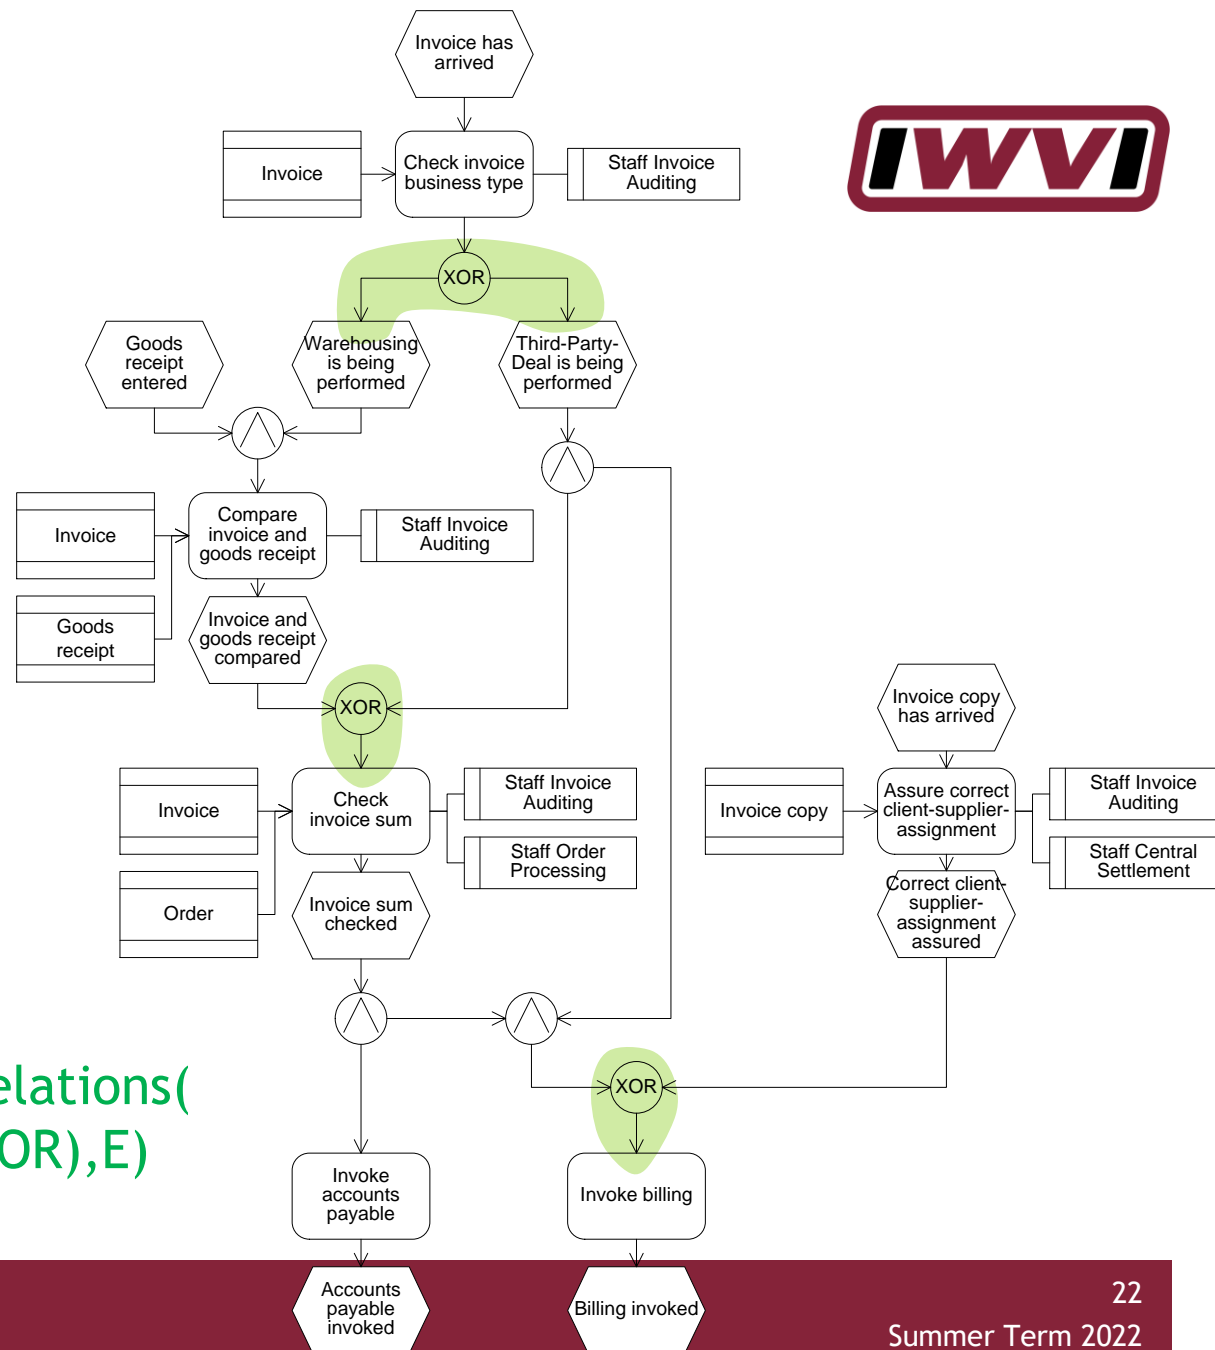 Invoice has
arrived
Invoice
Check invoice
business type
Staff Invoice
Auditing
IWVI
XOR
Goods
receipt
entered
Warehousing
is being
performed
Third-Party-
Deal is being
performed
Invoice
Compare
invoice and
goods receipt
Staff Invoice
Auditing
Goods
receipt
Invoice and
goods receipt
compared
XOR
Invoice copy
has arrived
Invoice
Check
invoice sum
Staff Invoice
Auditing
Staff Order
Processing
Order
Invoice sum
checked
Invoice copy
Assure correct
client-supplier-
assignment
Staff Invoice
Auditing
Staff Central
Settlement
Correct client-
supplier-
assignment
assured
elations(
OR),E)
XOR
Invoke
accounts
payable
Invoke billing
Accounts
payable
invoked
Billing invoked
22
Summer Term 2022